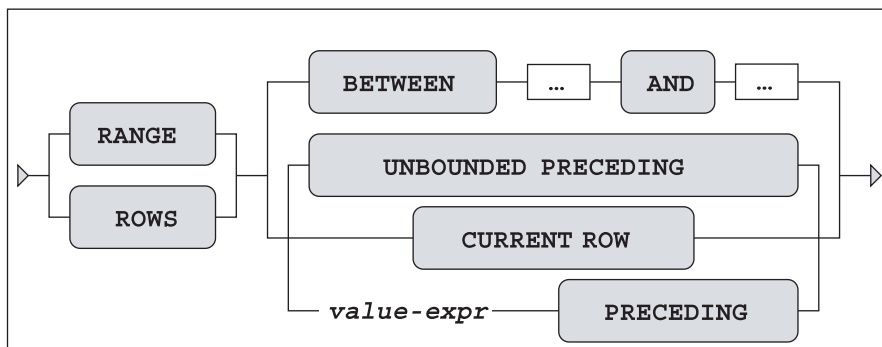 BETWEEN ... AND ...
RANGE
UNBOUNDED PRECEDING
ROWS
CURRENT ROW
value-expr PRECEDING